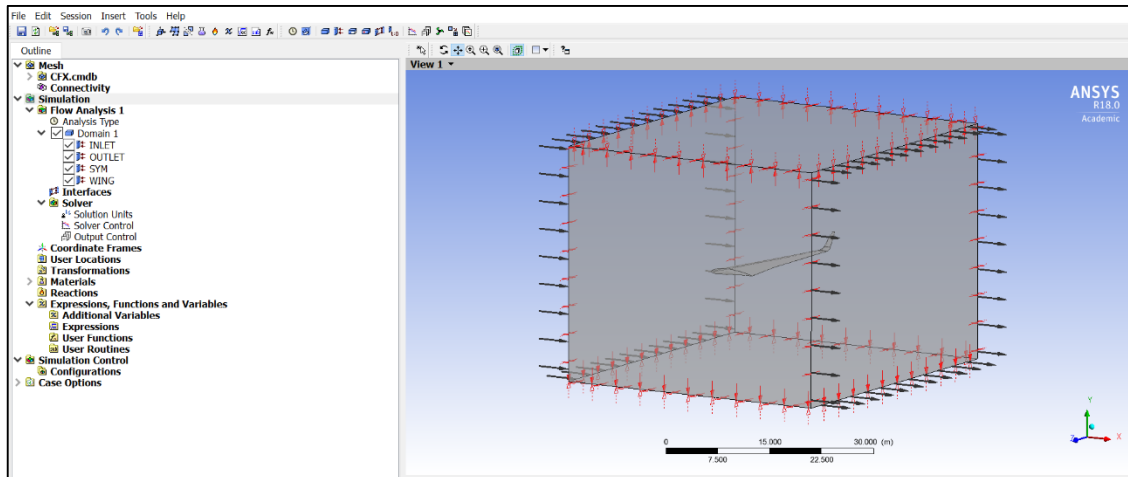 File Edit Session Insert Tools Help
Outline
Mesh
CFX.cmdb
Connectivity
Simulation
Flow Analysis 1
Analysis Type
Domain 1
INLET
OUTLET
SYM
WING
Interfaces
Solver
Solution Units
Solver Control
Output Control
Coordinate Frames
User Locations
Transformations
Materials
Reactions
Expressions, Functions and Variables
Additional Variables
Expressions
User Functions
User Routines
Simulation Control
Configurations
Case Options
View 1
ANSYS
R18.0
Academic
0 15.000 30.000 (m)
7.500 22.500
Y
Z X